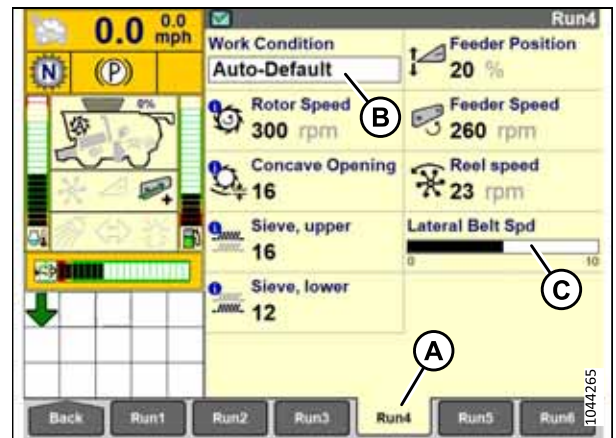 0.0
0.0
mph
N
(P)
0%
Run4
Work Condition
Auto-Default
B
Feeder Position
20 %
Rotor Speed
300 rpm
Feeder Speed
260 rpm
Concave Opening
16
Reel speed
23 rpm
Sieve, upper
16
Lateral Belt Spd
0
10
C
Sieve, lower
12
A
Back
Run1
Run2
Run3
Run4
Run5
Run6
1044265